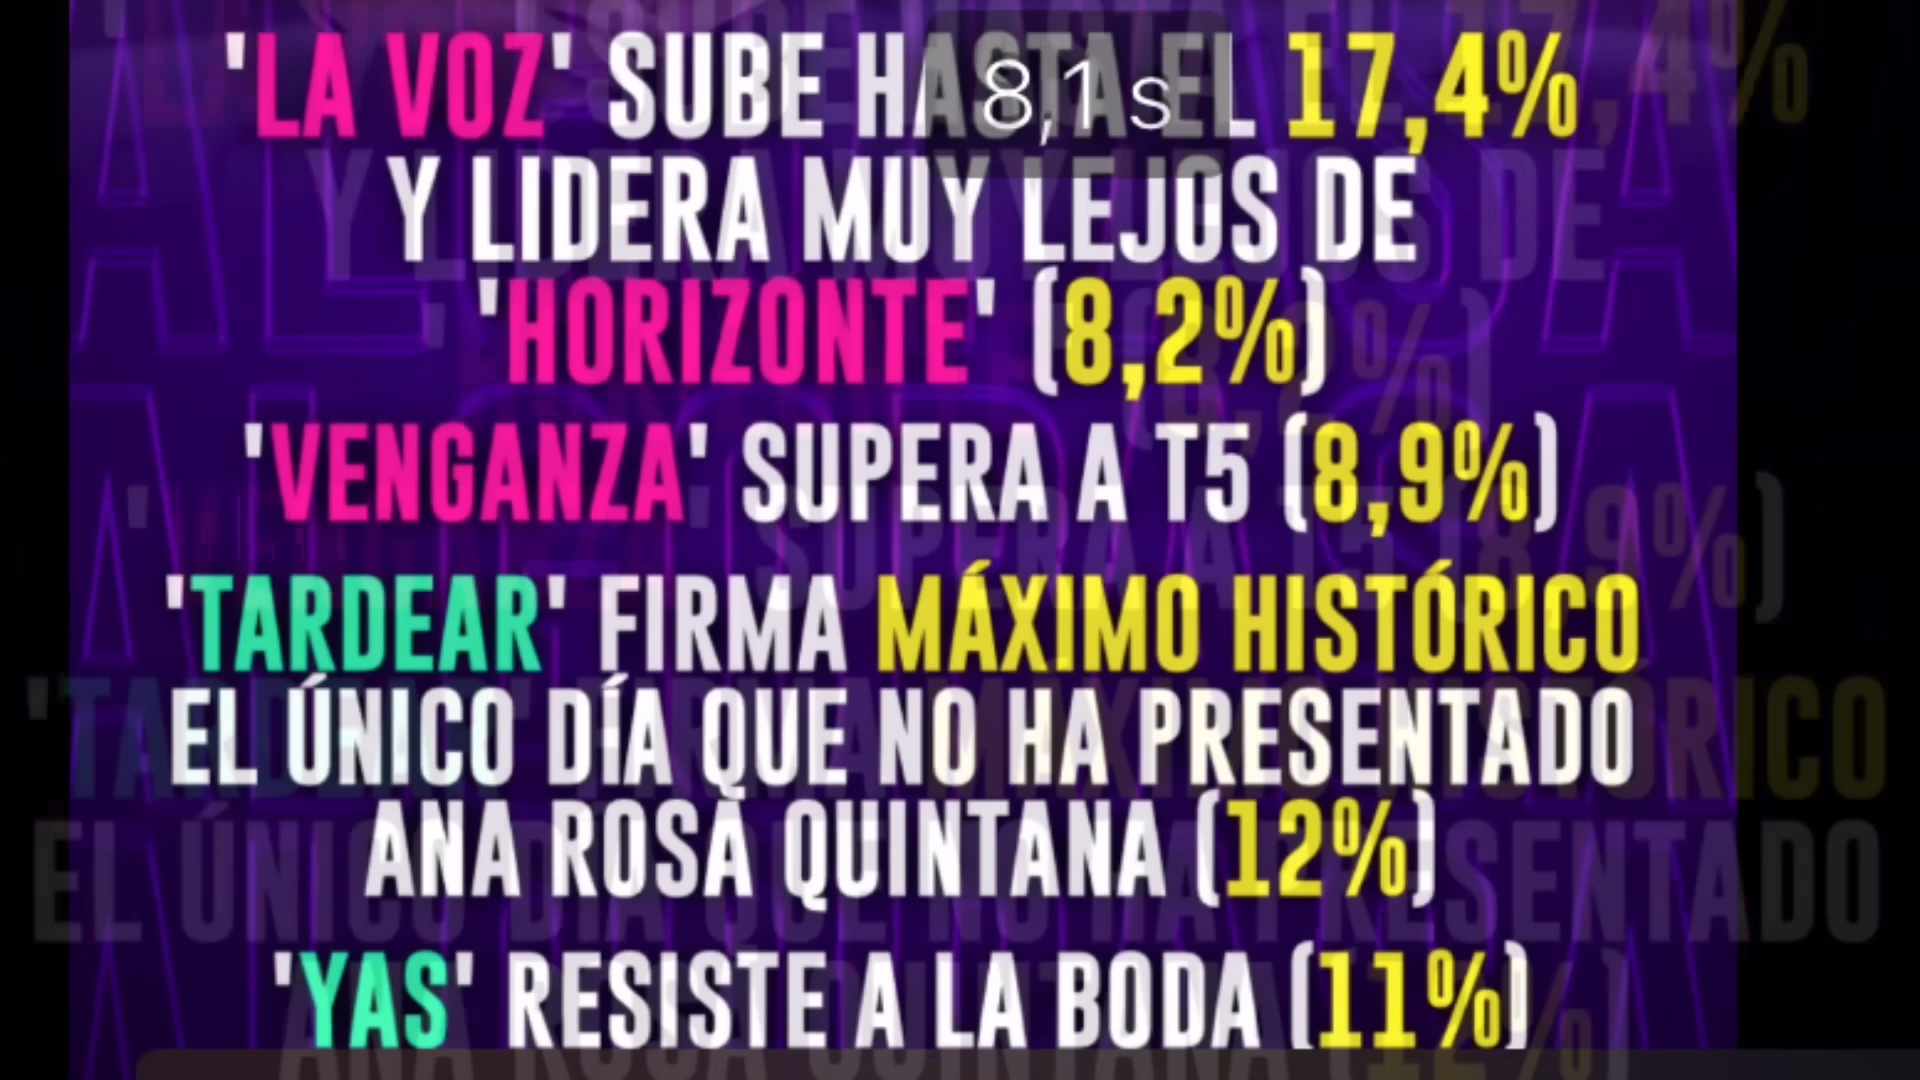 'LA VOZ' SUBE HASTA EL 17,4%
8,1 s
Y LIDERA MUY LEJOS DE
'HORIZONTE' (8,2%)
'VENGANZA' SUPERA A T5 (8,9%)
'TARDEAR' FIRMA MÁXIMO HISTÓRICO
EL ÚNICO DÍA QUE NO HA PRESENTADO
ANA ROSA QUINTANA (12%)
'YAS' RESISTE A LA BODA (11%)